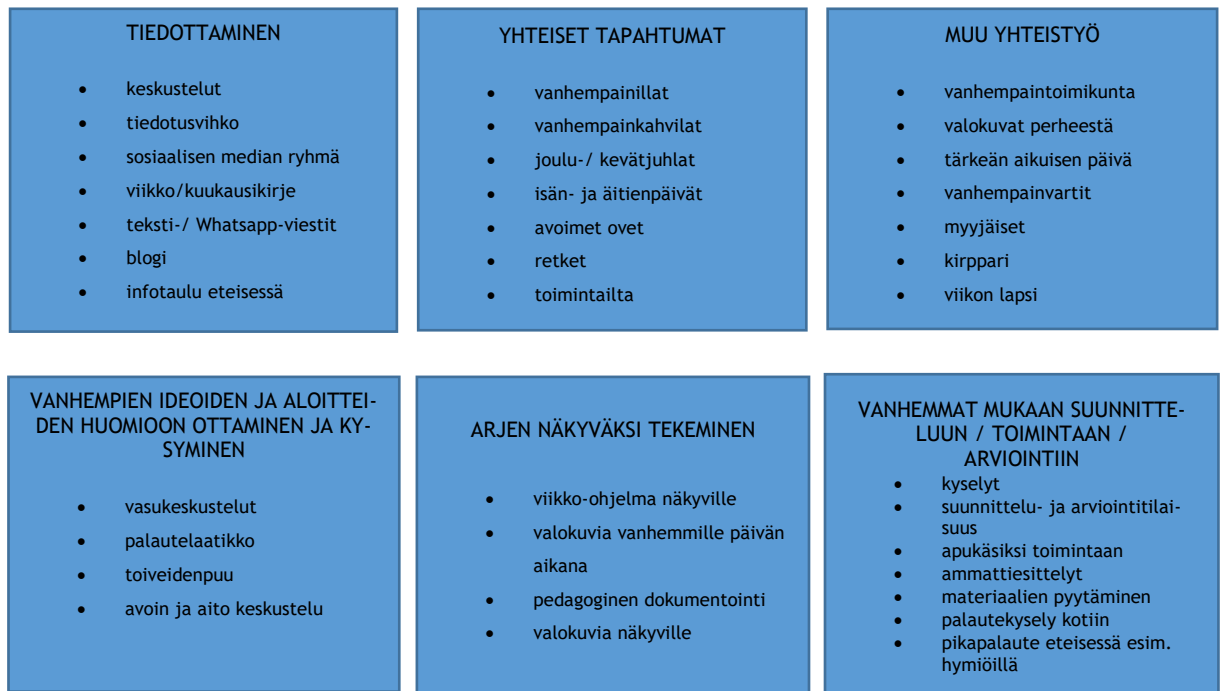 TIEDOTTAMINEN
• keskustelut
• tiedotusvihko
• sosiaalisen median ryhmä
• viikko/kuukausikirje
• teksti-/ Whatsapp-viestit
• blogi
• infotaulu eteisessä
YHTEISET TAPAHTUMAT
• vanhempainillat
• vanhempainkahvilat
• joulu-/ kevätjuhlat
• isän- ja äitienpäivät
• avoimet ovet
• retket
• toimintailta
MUU YHTEISTYÖ
• vanhempaintoimikunta
• valokuvat perheestä
• tärkeän aikuisen päivä
• vanhempainvartit
• myyjäiset
• kirppari
• viikon lapsi
VANHEMPIEN IDEOIDEN JA ALOITTEI-
DEN HUOMIOON OTTAMINEN JA KY-
SYMINEN
• vasukeskustelut
• palautelaatikko
• toiveidenpuu
• avoin ja aito keskustelu
ARJEN NÄKYVÄKSI TEKEMINEN
• viikko-ohjelma näkyville
• valokuvia vanhemmille päivän
aikana
• pedagoginen dokumentointi
• valokuvia näkyville
VANHEMMAT MUKAAN SUUNNITTE-
LUUN / TOIMINTAAN /
ARVIOINTIIN
• kyselyt
• suunnittelu- ja arviointitilai-
suus
• apukäsiksi toimintaan
• ammattiesittelyt
• materiaalien pyytäminen
• palautekysely kotiin
• pikapalaute eteisessä esim.
hymiöillä